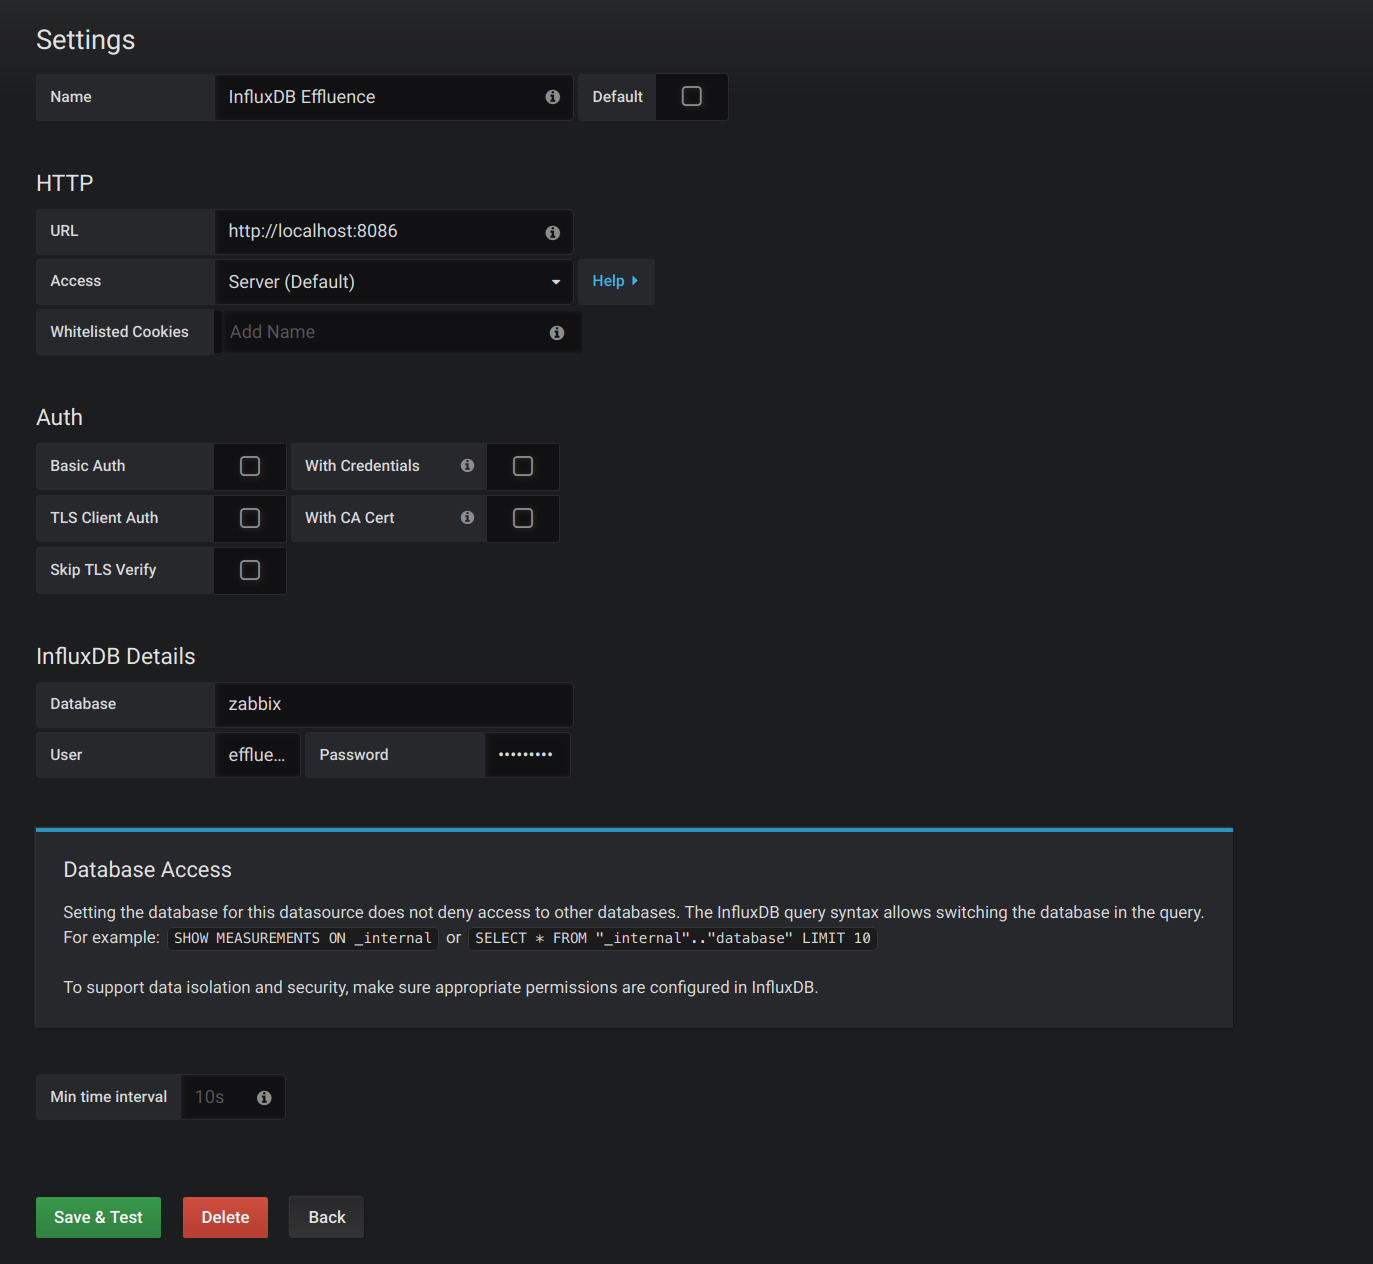 Settings
Name InfluxDB Effluence Default
HTTP
URL http://localhost:8086
Access Server (Default) Help
Whitelisted Cookies Add Name
Auth
Basic Auth With Credentials
TLS Client Auth With CA Cert
Skip TLS Verify
InfluxDB Details
Database zabbix
User efflue... Password •••••••••
Database Access
Setting the database for this datasource does not deny access to other databases. The InfluxDB query syntax allows switching the database in the query.
For example: SHOW MEASUREMENTS ON _internal or SELECT * FROM "_internal".."database" LIMIT 10
To support data isolation and security, make sure appropriate permissions are configured in InfluxDB.
Min time interval 10s
Save & Test Delete Back